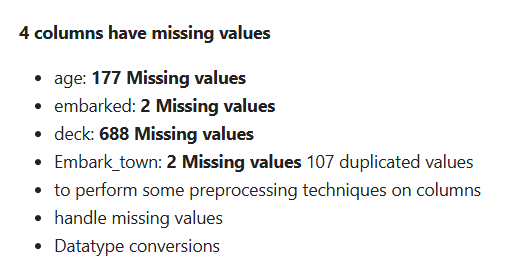 4 columns have missing values
• age: 177 Missing values
• embarked: 2 Missing values
• deck: 688 Missing values
• Embark_town: 2 Missing values 107 duplicated values
• to perform some preprocessing techniques on columns
• handle missing values
• Datatype conversions